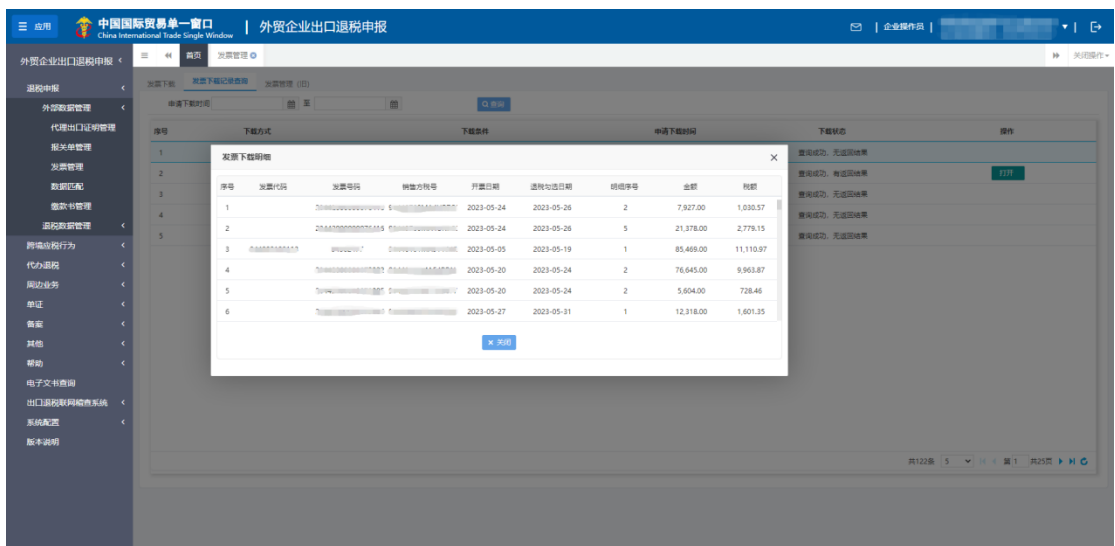 应用 中国国际贸易单一窗口 外贸企业出口退税申报 企业操作员
China International Trade Single Window
外贸企业出口退税申报 首页 发票管理 关闭操作
退税申报 发票下载 发票下载记录查询 发票管理 (旧)
外部数据管理 申请下载时间 至 查询
代理出口证明管理 序号 下载方式 下载条件 申请下载时间 下载状态 操作
报关单管理 1 查询成功、无返回结果
发票管理 2 查询成功、有返回结果 打开
数据匹配 3 查询成功、无返回结果
缴款书管理 4 查询成功、无返回结果
退税数据管理 5 查询成功、无返回结果
跨境应税行为
代办退税
周边业务
单证
备案
其他
帮助
电子文书查询
出口退税联网稽查系统
系统配置
版本说明
发票下载明细
序号 发票代码 发票号码 销售方税号 开票日期 退税勾选日期 明细序号 金额 税额
1 2023-05-24 2023-05-26 2 7,927.00 1,030.57
2 2023-05-24 2023-05-26 5 21,378.00 2,779.15
3 2023-05-05 2023-05-19 1 85,469.00 11,110.97
4 2023-05-20 2023-05-24 2 76,645.00 9,963.87
5 2023-05-20 2023-05-24 2 5,604.00 728.46
6 2023-05-27 2023-05-31 1 12,318.00 1,601.35
× 关闭
共122条 5 第 1 共25页